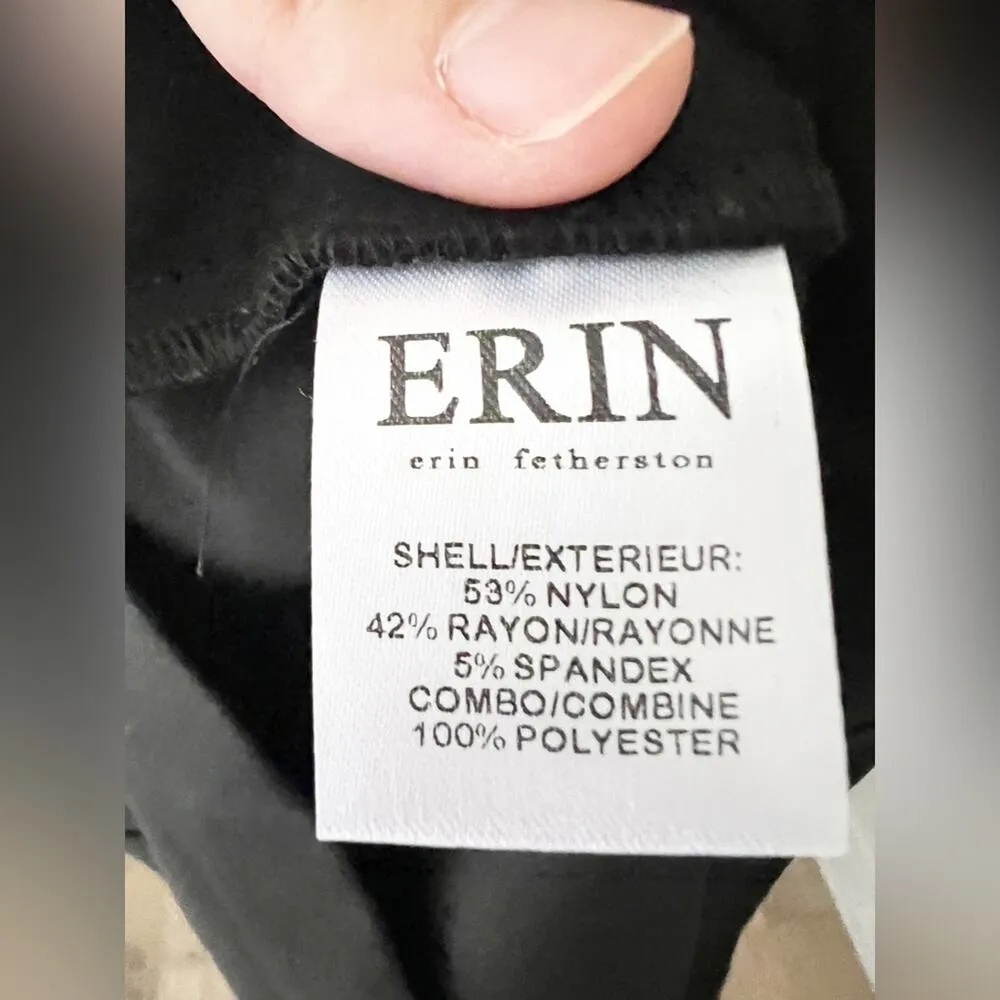 ERIN
erin fetherston
SHELL/EXTERIEUR:
53% NYLON
42% RAYON/RAYONNE
5% SPANDEX
COMBO/COMBINE
100% POLYESTER